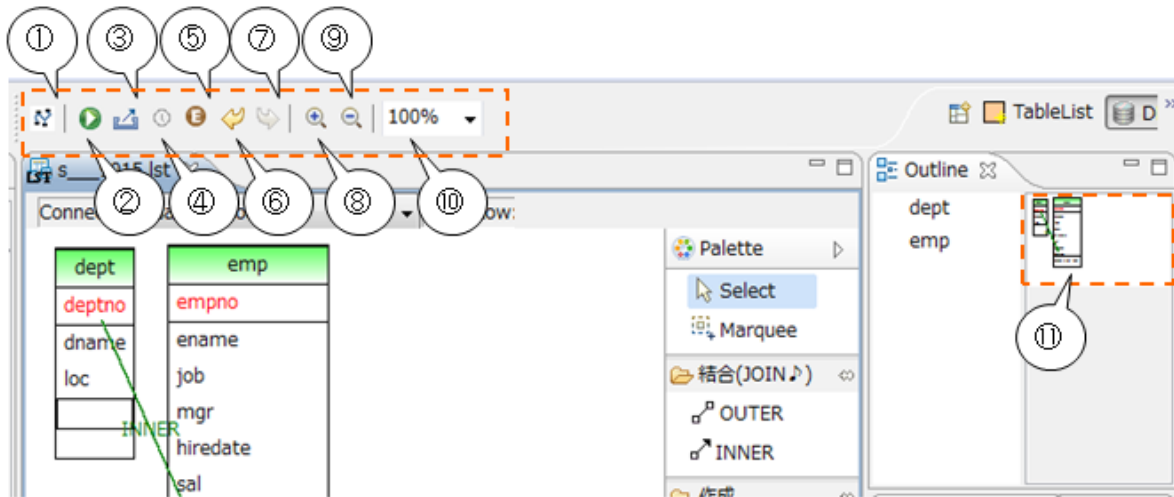 ① ③ ⑤ ⑦ ⑨
100%
TableList D
② ④ ⑥ ⑧ ⑩
LST
Outline
dept
emp
dept
deptno
dname
loc
INNER
emp
empno
ename
job
mgr
hiredate
sal
Palette
Select
Marquee
結合(JOIN♪)
OUTER
INNER
作成
⑪